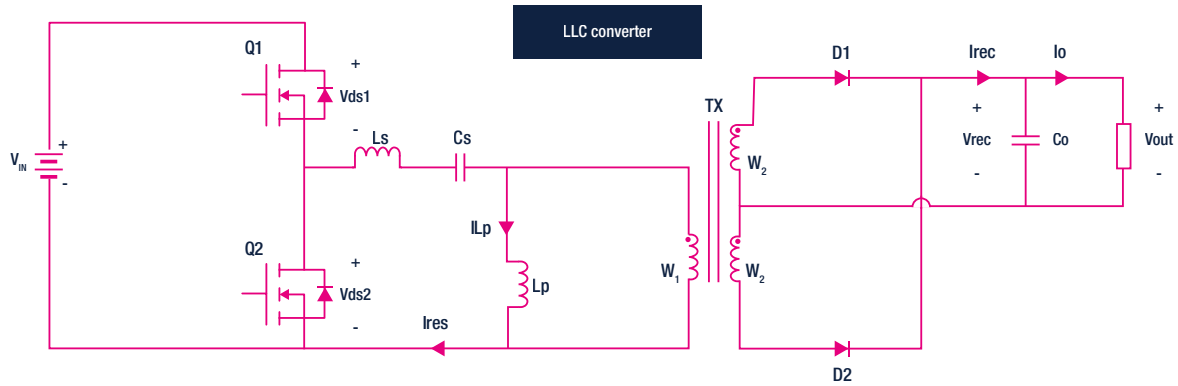 LLC converter
Q1
+
Vds1
-
Ls
Cs
V_IN
+
-
ILp
Lp
Q2
+
Vds2
-
Ires
TX
W₁
W₂
W₂
D1
D2
Irec
Io
+
Vrec
-
Co
+
Vout
-